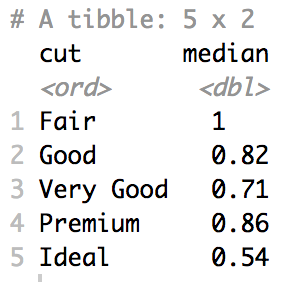 # A tibble: 5 x 2
cut median
<ord> <dbl>
1 Fair 1
2 Good 0.82
3 Very Good 0.71
4 Premium 0.86
5 Ideal 0.54